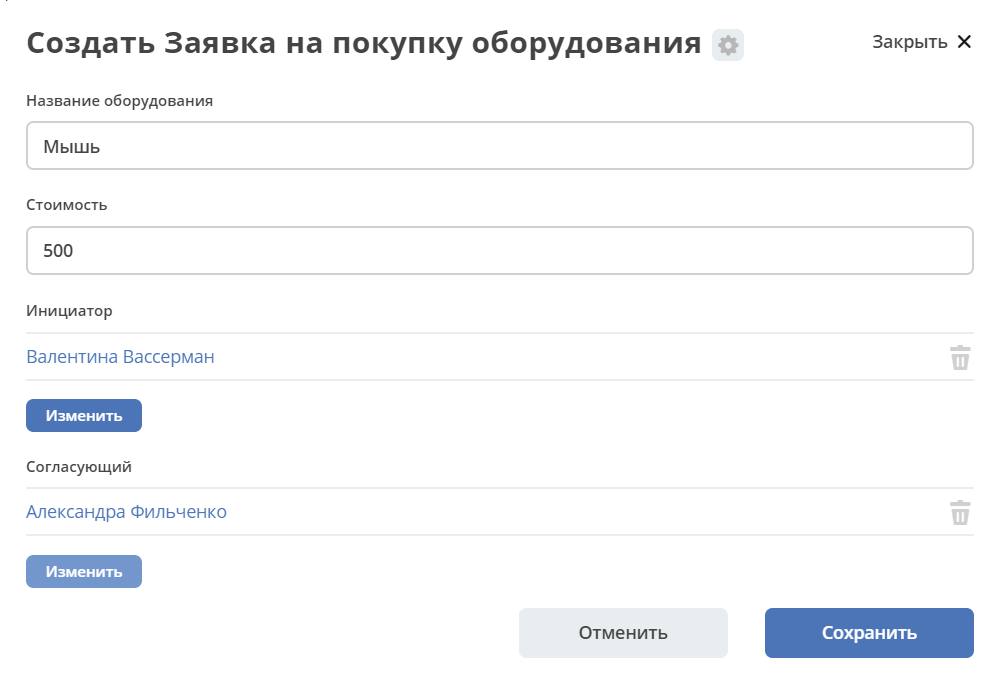 Создать Заявка на покупку оборудования
Закрыть
Название оборудования
Мышь
Стоимость
500
Инициатор
Валентина Вассерман
Изменить
Согласующий
Александра Фильченко
Изменить
Отменить
Сохранить